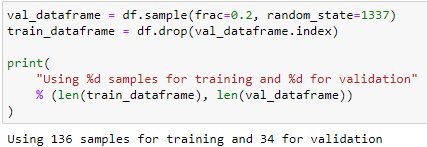 val_dataframe = df.sample(frac=0.2, random_state=1337)
train_dataframe = df.drop(val_dataframe.index)
print(
"Using %d samples for training and %d for validation"
% (len(train_dataframe), len(val_dataframe))
)
Using 136 samples for training and 34 for validation